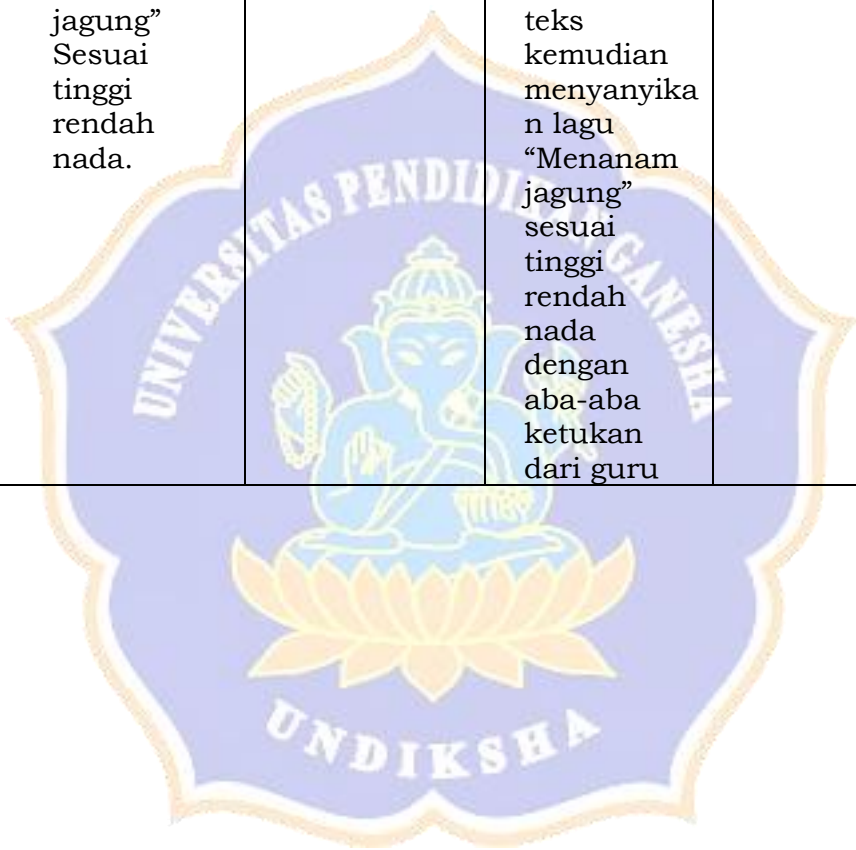 jagung”
Sesuai
tinggi
rendah
nada.
teks
kemudian
menyanyika
n lagu
“Menanam
jagung”
sesuai
tinggi
rendah
nada
dengan
aba-aba
ketukan
dari guru
UNIVERSITAS PENDIDIKAN GANESHA
UNDIKSHA